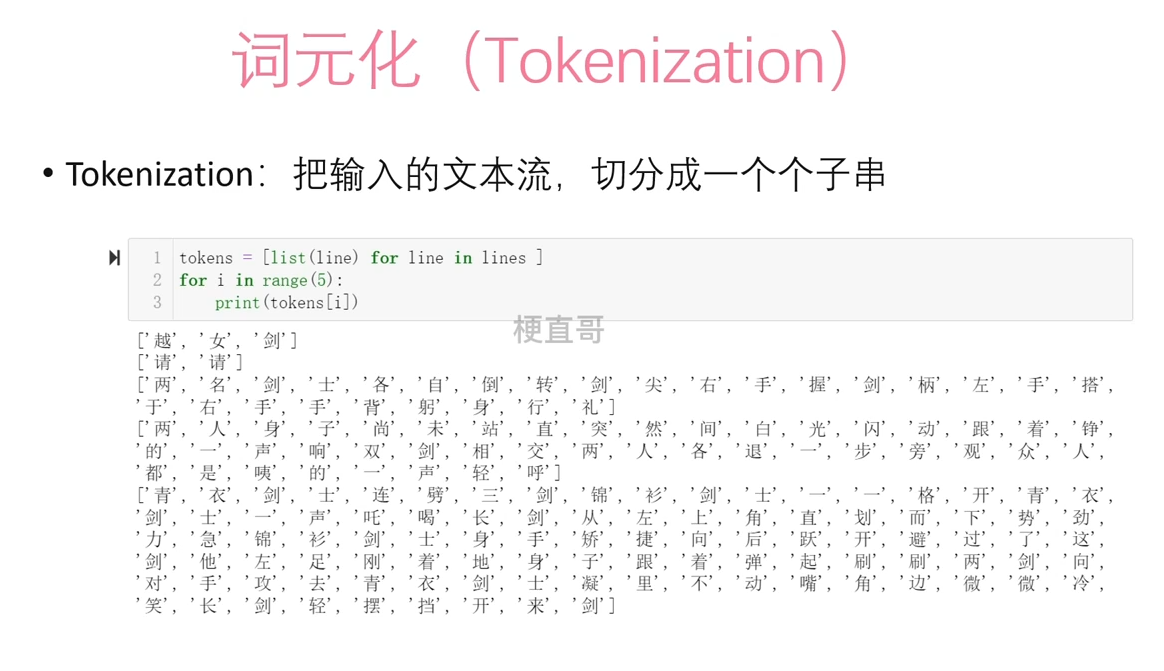 词元化（Tokenization）
• Tokenization：把输入的文本流，切分成一个个子串
1 tokens = [list(line) for line in lines ]
2 for i in range(5):
3     print(tokens[i])
梗直哥
['越', '女', '剑']
['请', '请']
['两', '名', '剑', '士', '各', '自', '倒', '转', '剑', '尖', '右', '手', '握', '剑', '柄', '左', '手', '搭',
'于', '右', '手', '手', '背', '躬', '身', '行', '礼']
['两', '人', '身', '子', '尚', '未', '站', '直', '突', '然', '间', '白', '光', '闪', '动', '跟', '着', '铮',
'的', '一', '声', '响', '双', '剑', '相', '交', '两', '人', '各', '退', '一', '步', '旁', '观', '众', '人',
'都', '是', '咦', '的', '一', '声', '轻', '呼']
['青', '衣', '剑', '士', '连', '劈', '三', '剑', '锦', '衫', '剑', '士', '一', '一', '格', '开', '青', '衣',
'剑', '士', '一', '声', '吒', '喝', '长', '剑', '从', '左', '上', '角', '直', '划', '而', '下', '势', '劲',
'力', '急', '锦', '衫', '剑', '士', '身', '手', '矫', '捷', '向', '后', '跃', '开', '避', '过', '了', '这',
'剑', '他', '左', '足', '刚', '着', '地', '身', '子', '跟', '着', '弹', '起', '刷', '刷', '两', '剑', '向',
'对', '手', '攻', '去', '青', '衣', '剑', '士', '凝', '里', '不', '动', '嘴', '角', '边', '微', '微', '冷',
'笑', '长', '剑', '轻', '摆', '挡', '开', '来', '剑']